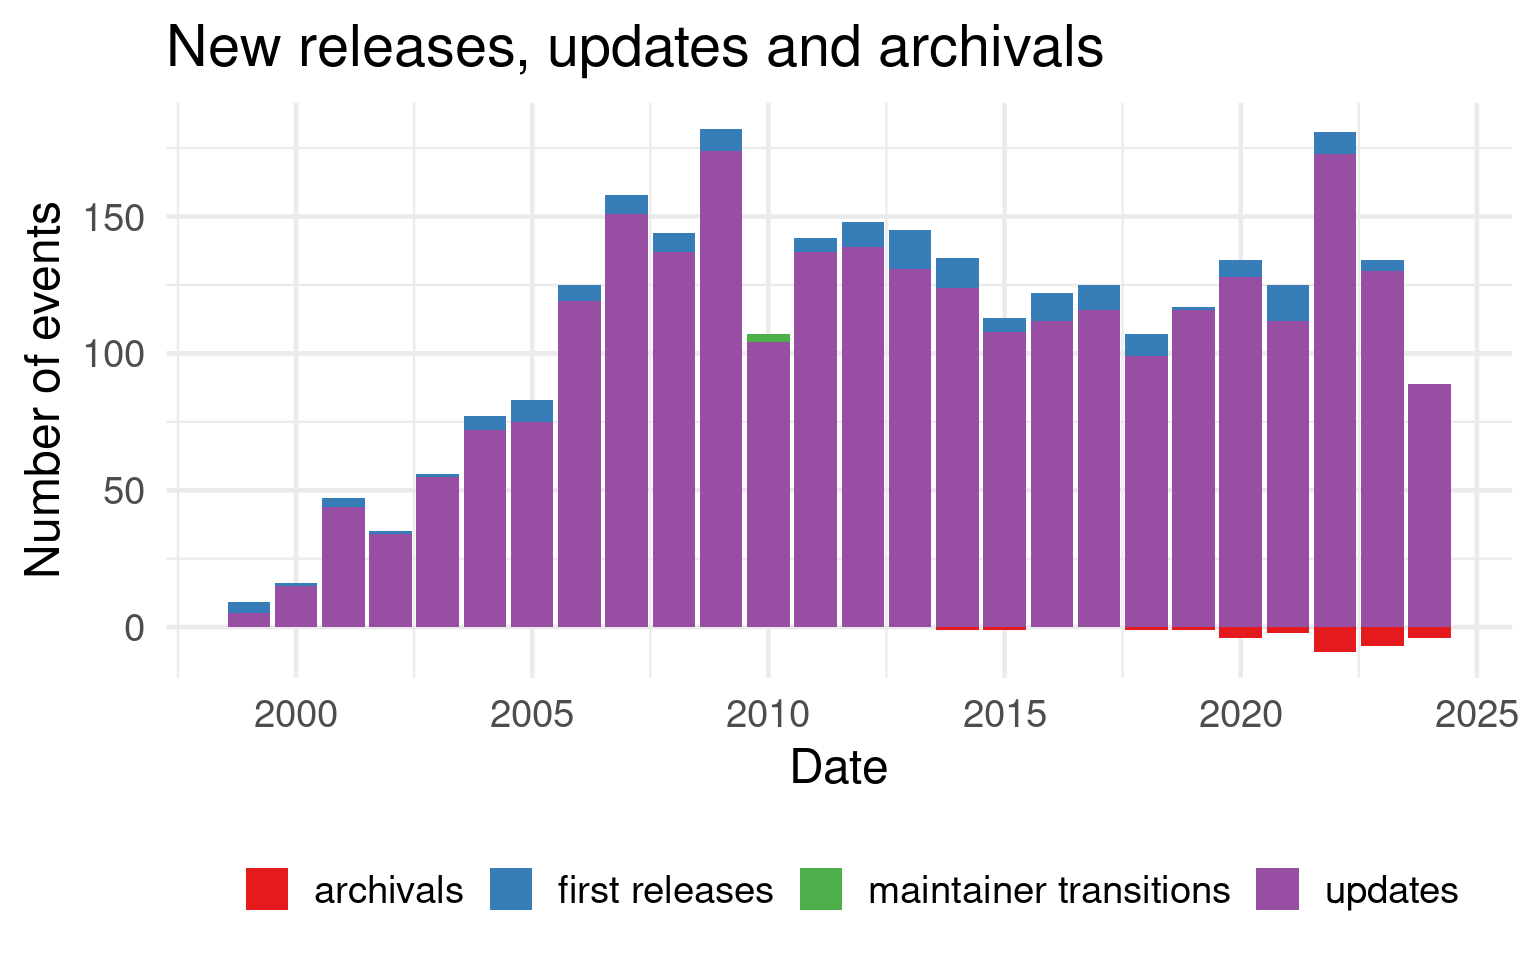 New releases, updates and archivals
Number of events
150
100
50
0
2000 2005 2010 2015 2020 2025
Date
archivals first releases maintainer transitions updates